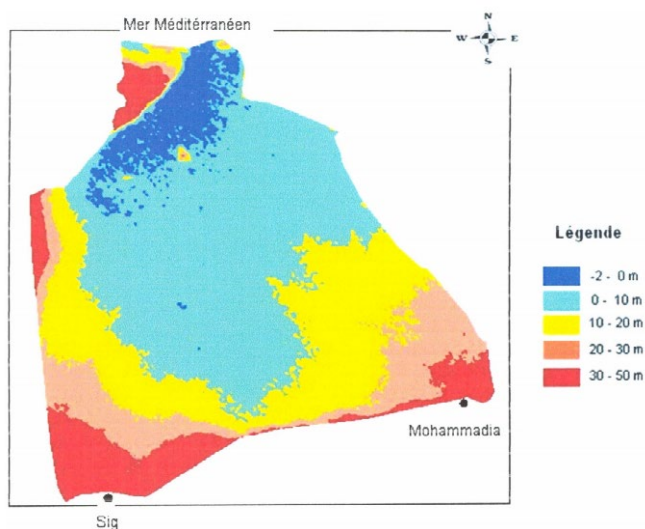 Mer Méditérranéen
N
W E
S
Légende
-2 - 0 m
0 - 10 m
10 - 20 m
20 - 30 m
30 - 50 m
Mohammadia
Sig